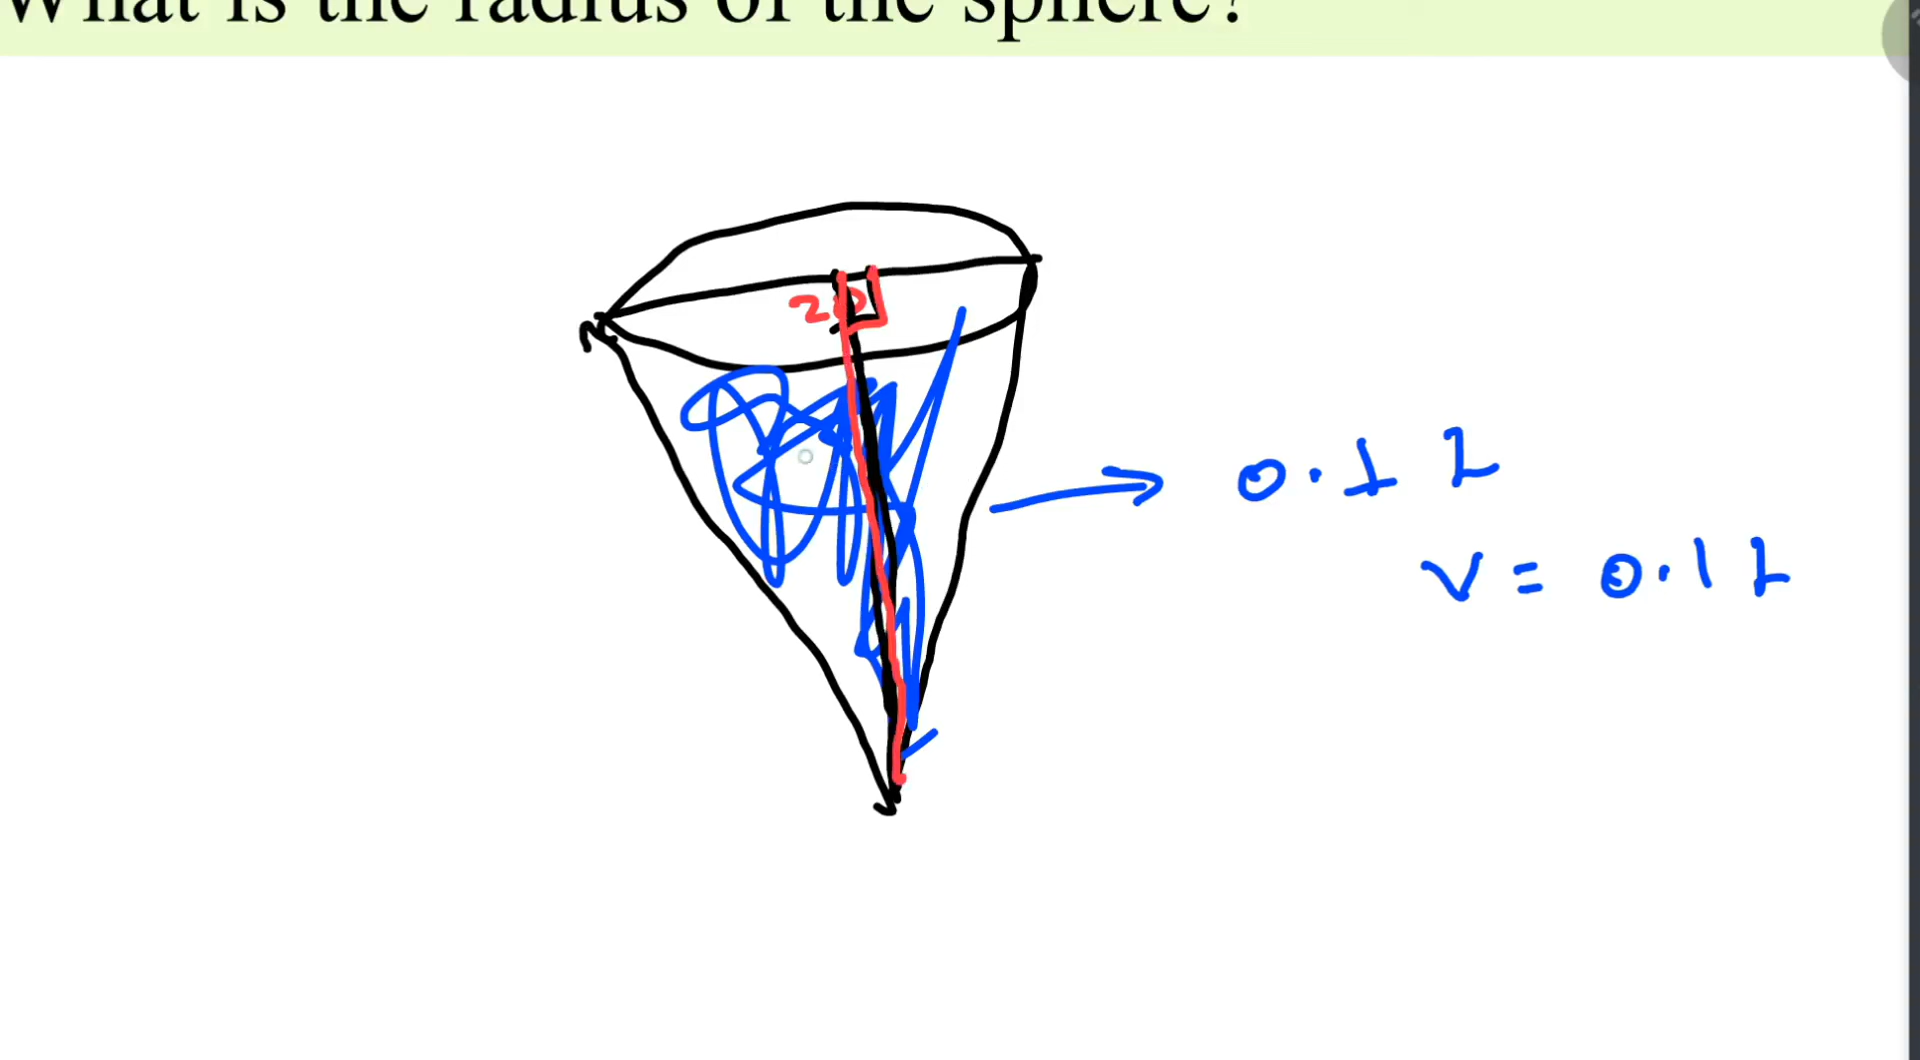 What is the radius of the sphere?
20
0.1 L
V = 0.1 L